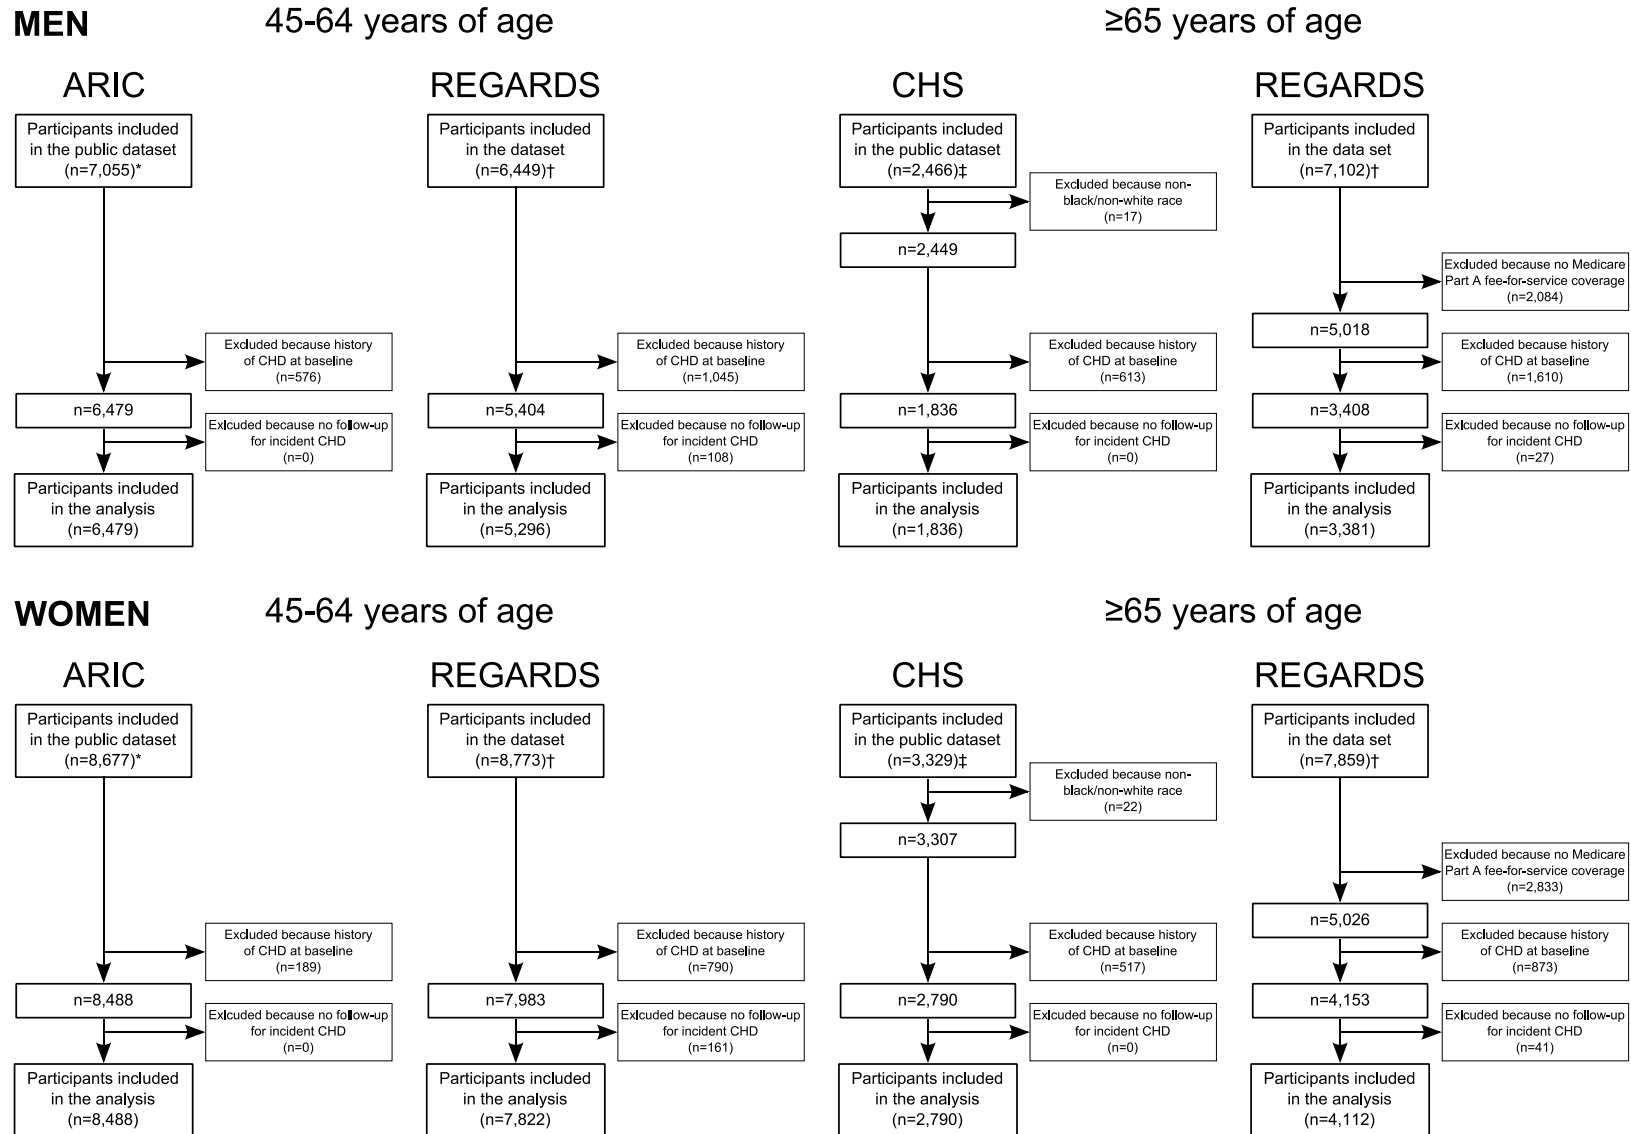 MEN
45-64 years of age
≥65 years of age
ARIC
REGARDS
CHS
REGARDS
Participants included
in the public dataset
(n=7,055)*
Participants included
in the dataset
(n=6,449)†
Participants included
in the public dataset
(n=2,466)‡
Participants included
in the data set
(n=7,102)†
Excluded because non-
black/non-white race
(n=17)
n=2,449
Excluded because no Medicare
Part A fee-for-service coverage
(n=2,084)
n=5,018
Excluded because history
of CHD at baseline
(n=576)
Excluded because history
of CHD at baseline
(n=1,045)
Excluded because history
of CHD at baseline
(n=613)
Excluded because history
of CHD at baseline
(n=1,610)
n=6,479
n=5,404
n=1,836
n=3,408
Exlcuded because no follow-up
for incident CHD
(n=0)
Exlcuded because no follow-up
for incident CHD
(n=108)
Exlcuded because no follow-up
for incident CHD
(n=0)
Exlcuded because no follow-up
for incident CHD
(n=27)
Participants included
in the analysis
(n=6,479)
Participants included
in the analysis
(n=5,296)
Participants included
in the analysis
(n=1,836)
Participants included
in the analysis
(n=3,381)
WOMEN
45-64 years of age
≥65 years of age
ARIC
REGARDS
CHS
REGARDS
Participants included
in the public dataset
(n=8,677)*
Participants included
in the dataset
(n=8,773)†
Participants included
in the public dataset
(n=3,329)‡
Participants included
in the data set
(n=7,859)†
Excluded because non-
black/non-white race
(n=22)
n=3,307
Excluded because no Medicare
Part A fee-for-service coverage
(n=2,833)
n=5,026
Excluded because history
of CHD at baseline
(n=189)
Excluded because history
of CHD at baseline
(n=790)
Excluded because history
of CHD at baseline
(n=517)
Excluded because history
of CHD at baseline
(n=873)
n=8,488
n=7,983
n=2,790
n=4,153
Exlcuded because no follow-up
for incident CHD
(n=0)
Exlcuded because no follow-up
for incident CHD
(n=161)
Exlcuded because no follow-up
for incident CHD
(n=0)
Exlcuded because no follow-up
for incident CHD
(n=41)
Participants included
in the analysis
(n=8,488)
Participants included
in the analysis
(n=7,822)
Participants included
in the analysis
(n=2,790)
Participants included
in the analysis
(n=4,112)